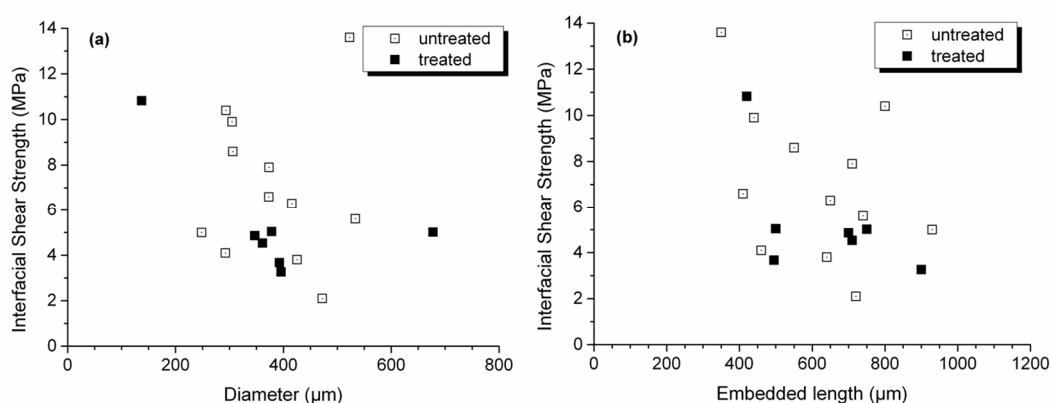 (a)
untreated
treated
Interfacial Shear Strength (MPa)
14
12
10
8
6
4
2
0
0 200 400 600 800
Diameter (µm)
(b)
untreated
treated
Interfacial Shear Strength (MPa)
14
12
10
8
6
4
2
0
0 200 400 600 800 1000 1200
Embedded length (µm)